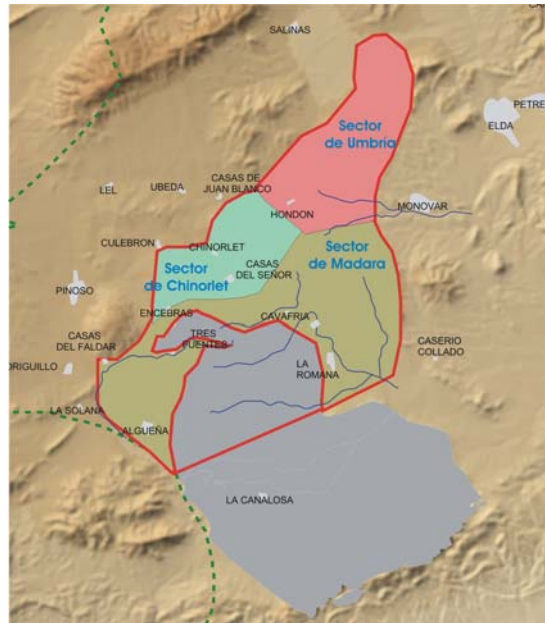 SALINAS
PETRE
ELDA
Sector
de Umbrío
CASAS DE
JUAN BLANCO
LEL
UBEDA
MONOVAR
HONDON
CULEBRON
CHINORLET
Sector
de Madara
CASAS
DEL SEÑOR
Sector
de Chinorlet
PINOSO
ENCEBRAS
CAVAFRIA
TRES
FUENTES
CASAS
DEL FALDAR
CASERIO
COLLADO
ORIGUILLO
LA
ROMANA
LA SOLANA
ALGUEÑA
LA CANALOSA